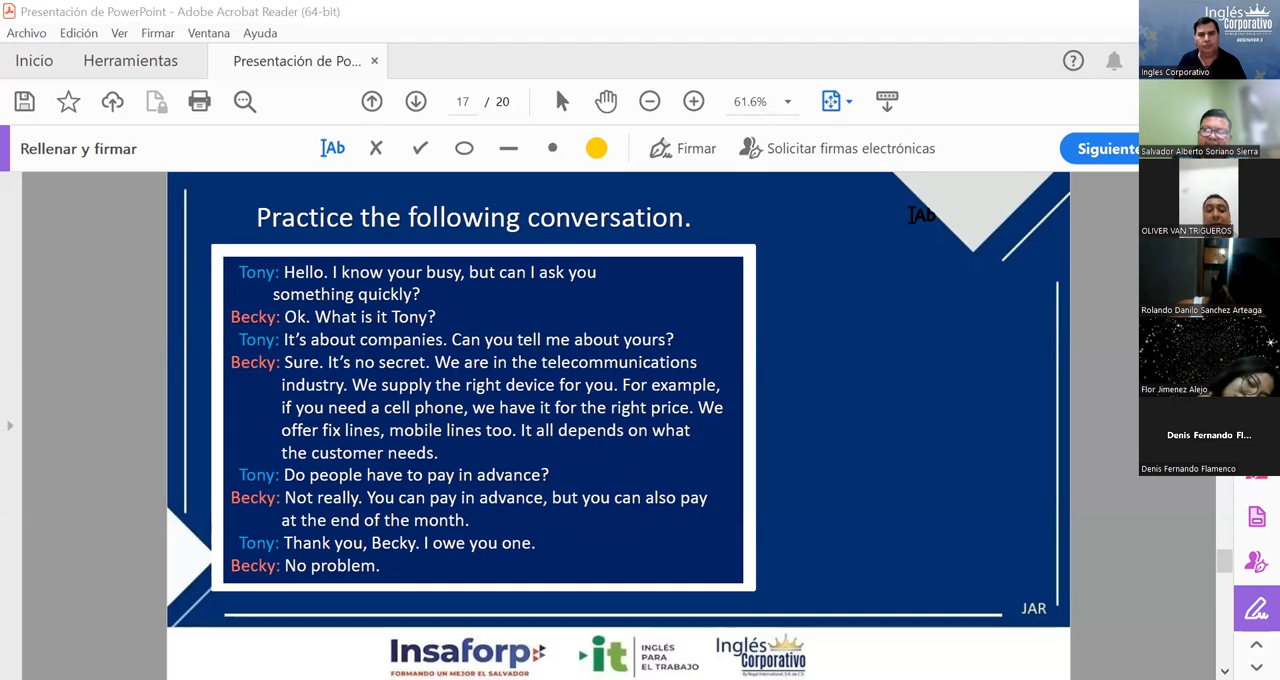 Presentación de PowerPoint - Adobe Acrobat Reader (64-bit)
Archivo Edición Ver Firmar Ventana Ayuda
Inicio Herramientas Presentación de Po... ×
17 / 20 61.6%
Rellenar y firmar Ab Firmar Solicitar firmas electrónicas Siguiente
Practice the following conversation.
Ab
Tony: Hello. I know your busy, but can I ask you
something quickly?
Becky: Ok. What is it Tony?
Tony: It's about companies. Can you tell me about yours?
Becky: Sure. It's no secret. We are in the telecommunications
industry. We supply the right device for you. For example,
if you need a cell phone, we have it for the right price. We
offer fix lines, mobile lines too. It all depends on what
the customer needs.
Tony: Do people have to pay in advance?
Becky: Not really. You can pay in advance, but you can also pay
at the end of the month.
Tony: Thank you, Becky. I owe you one.
Becky: No problem.
JAR
Insaforp
FORMANDO UN MEJOR EL SALVADOR
it INGLÉS
PARA
EL TRABAJO
Inglés
Corporativo
By Regal International, S.A. de C.V.
Inglés
Corporativo
BEGINNER 5
Ingles Corporativo
Salvador Alberto Soriano Sierra
OLIVER VAN TRIGUEROS
Rolando Danilo Sanchez Arteaga
Flor Jimenez Alejo
Denis Fernando Fl...
Denis Fernando Flamenco